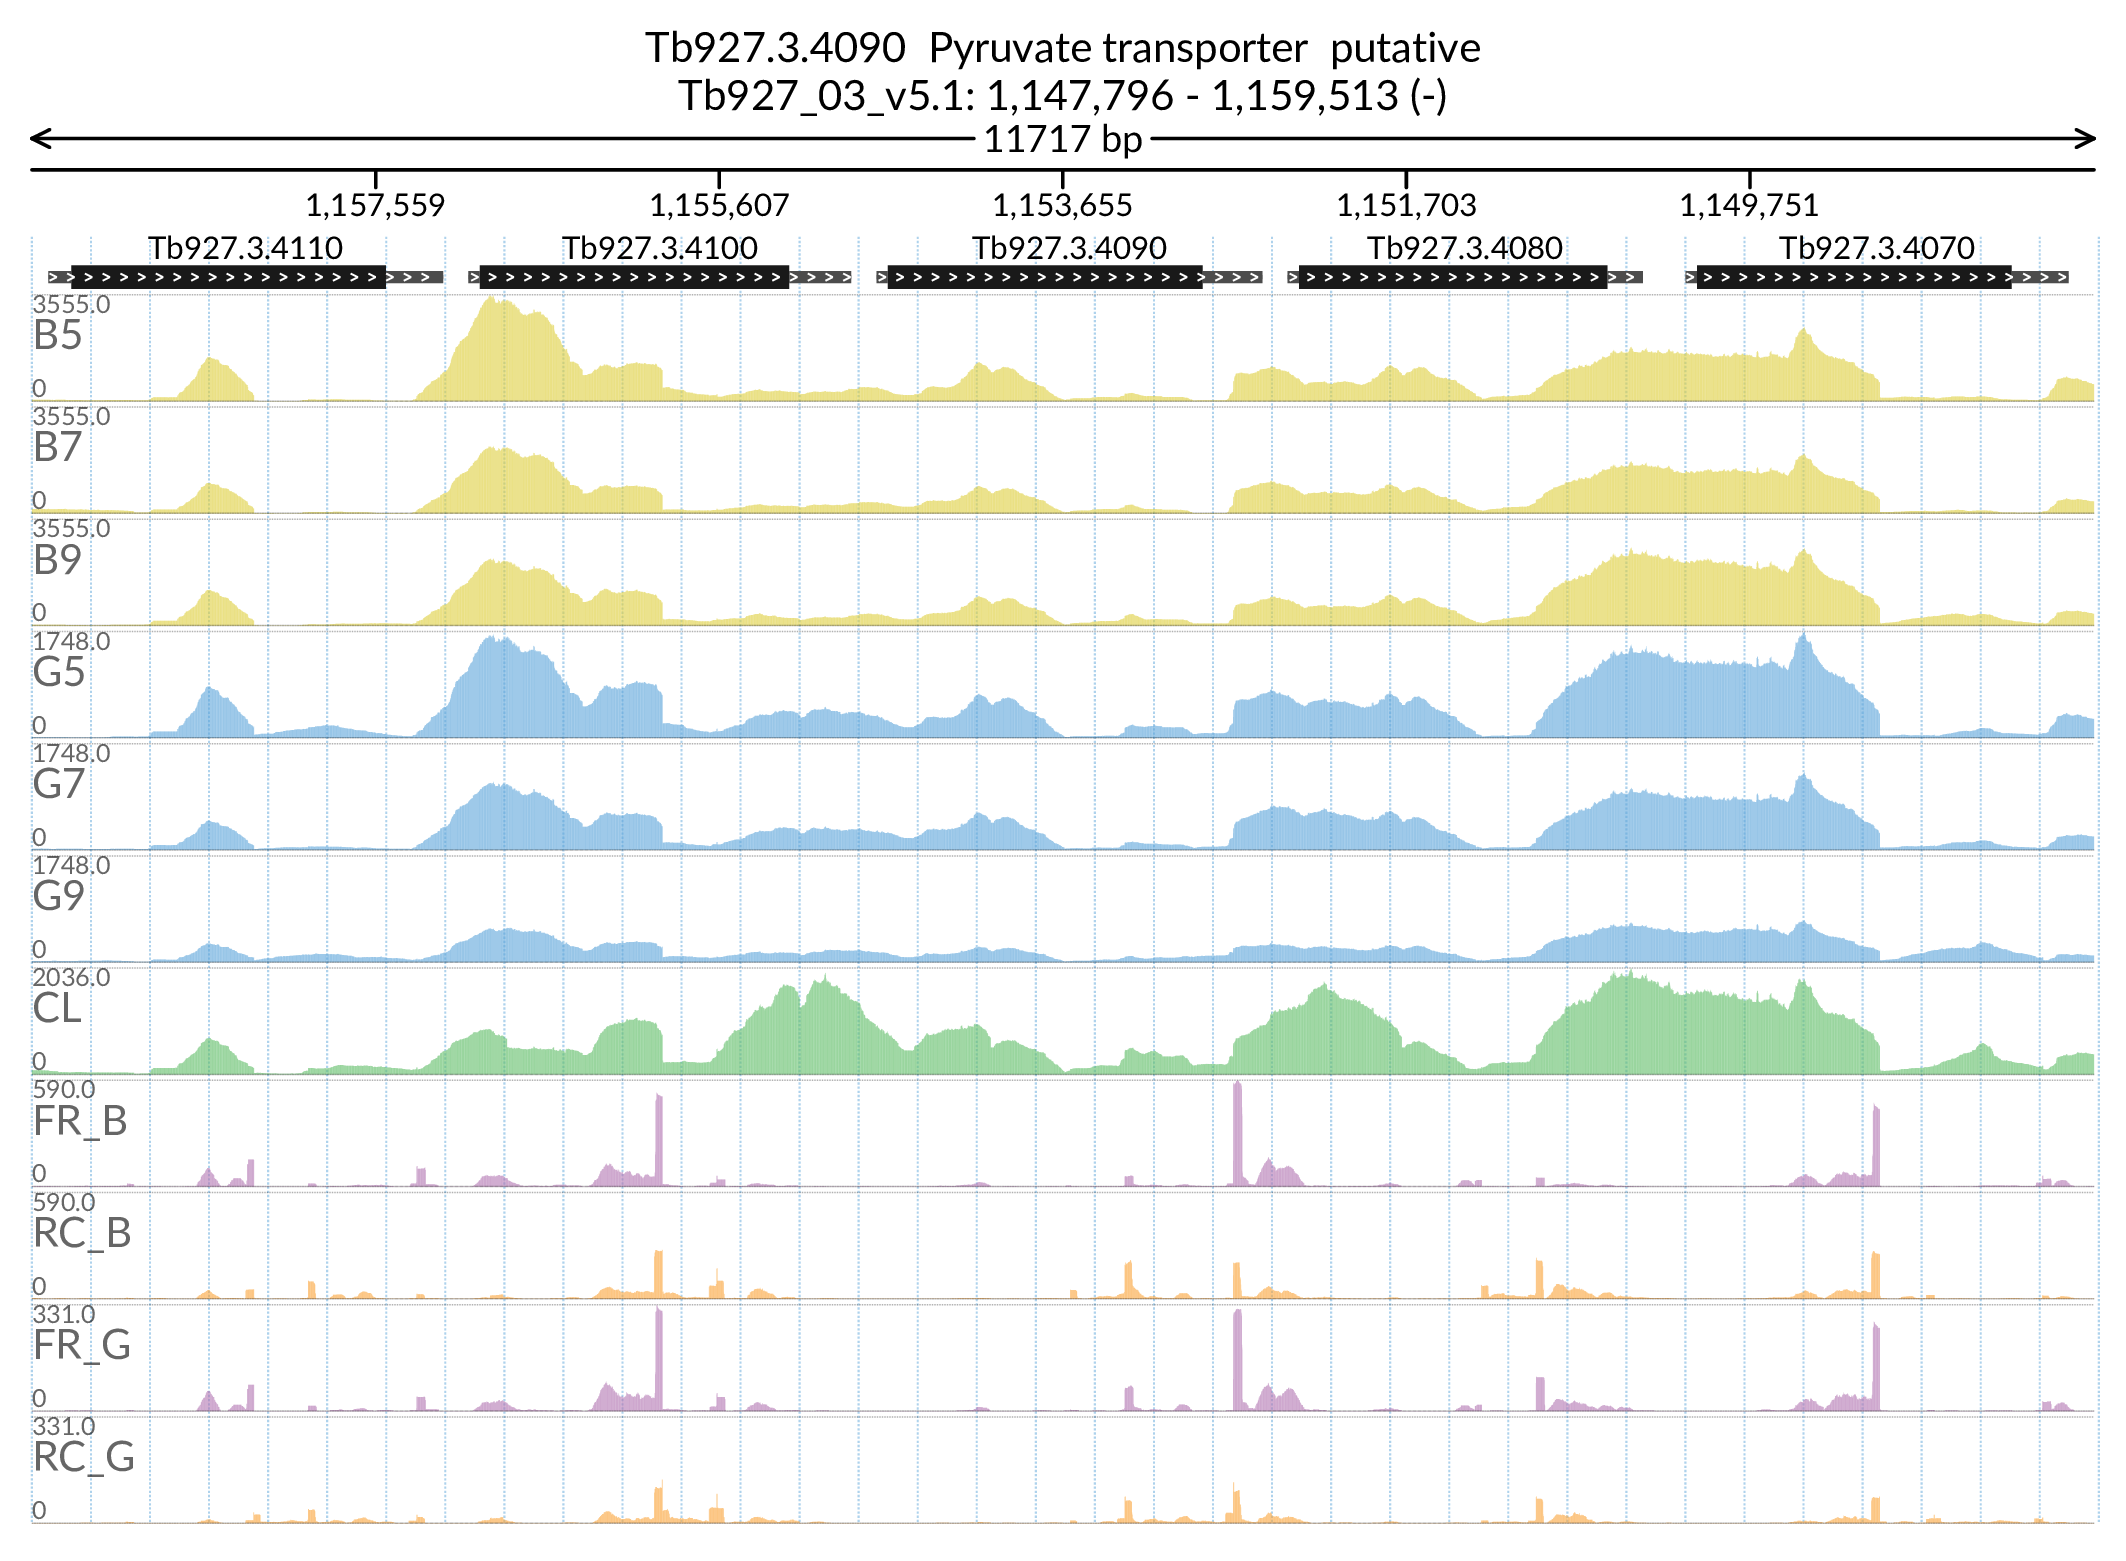 Tb927.3.4090 Pyruvate transporter putative
Tb927_03_v5.1: 1,147,796 - 1,159,513 (-)
11717 bp
1,157,559 1,155,607 1,153,655 1,151,703 1,149,751
Tb927.3.4110 Tb927.3.4100 Tb927.3.4090 Tb927.3.4080 Tb927.3.4070
3555.0
B5
0
3555.0
B7
0
3555.0
B9
0
1748.0
G5
0
1748.0
G7
0
1748.0
G9
0
2036.0
CL
0
590.0
FR_B
0
590.0
RC_B
0
331.0
FR_G
0
331.0
RC_G
0